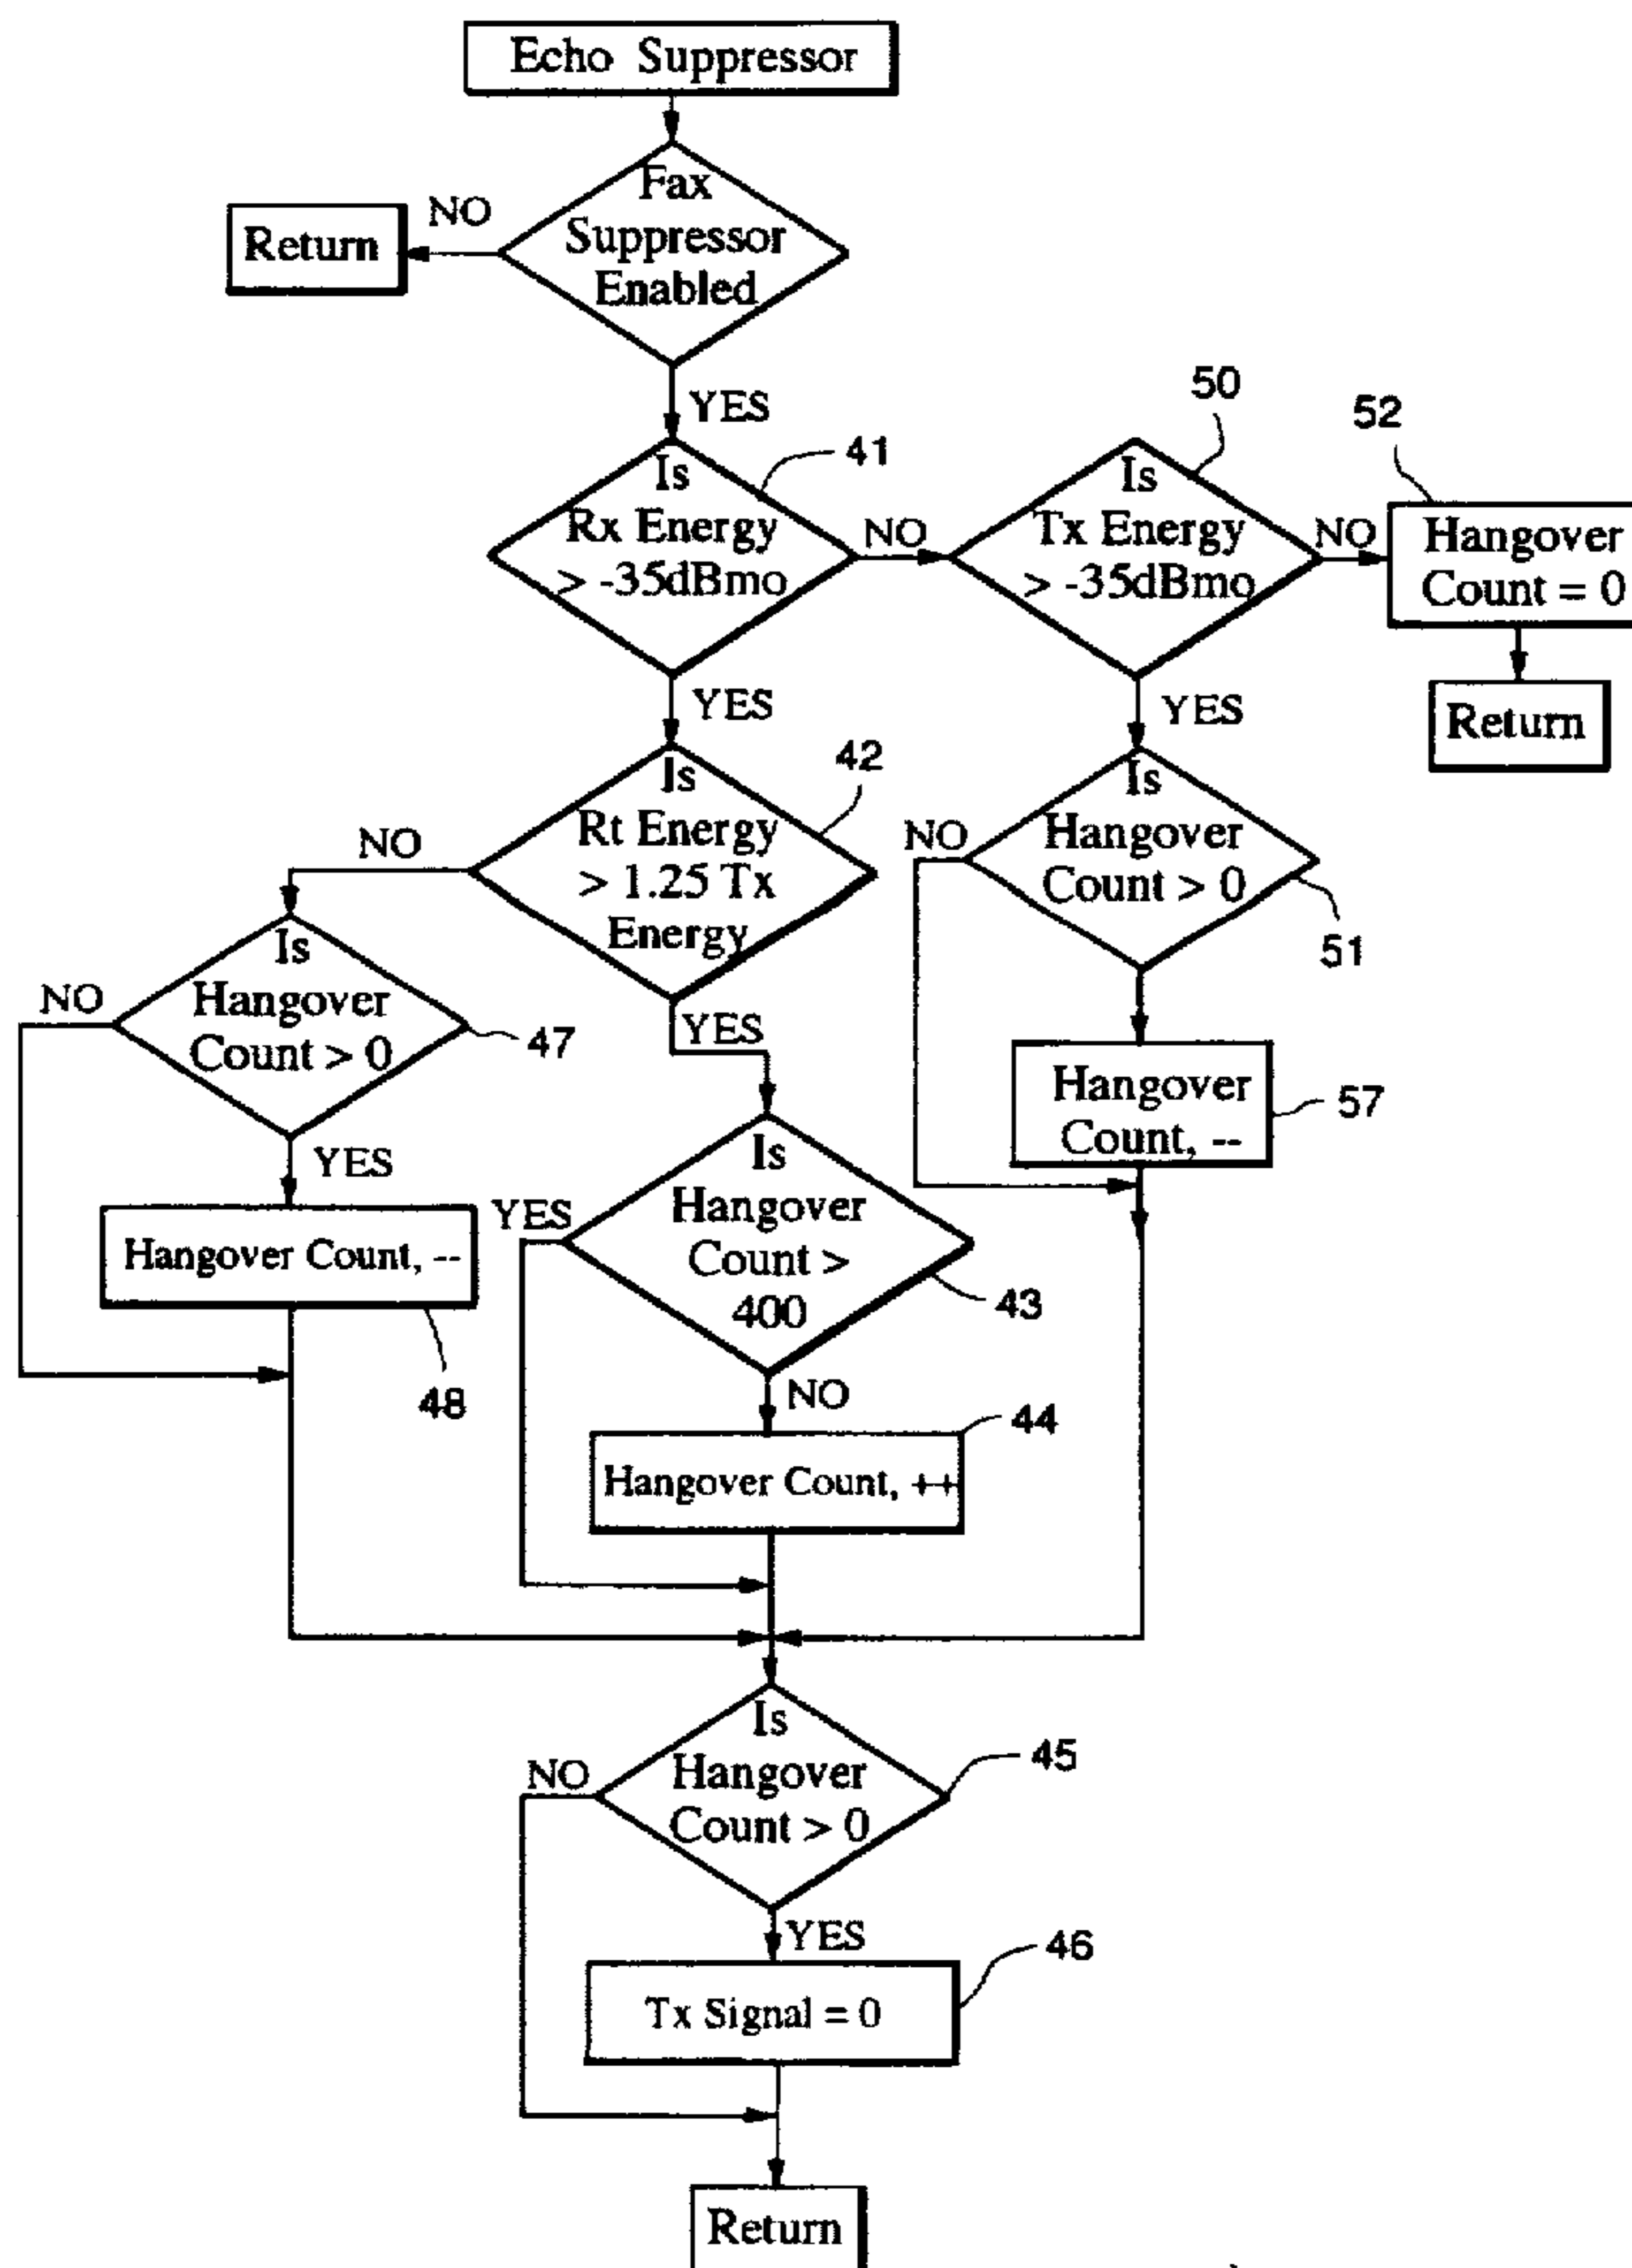 Echo Suppressor
Fax
Suppressor
Enabled
NO
Return
YES
Is
Rx Energy
> -35dBmo
41
NO
Is
Tx Energy
> -35dBmo
50
NO
52
Hangover
Count = 0
Return
YES
YES
Is
Rt Energy
> 1.25 Tx
Energy
42
NO
Is
Hangover
Count > 0
51
NO
Is
Hangover
Count > 0
47
NO
YES
Hangover
Count, --
57
YES
Hangover Count, --
48
Is
Hangover
Count >
400
43
YES
NO
44
Hangover Count, ++
Is
Hangover
Count > 0
45
NO
YES
46
Tx Signal = 0
Return